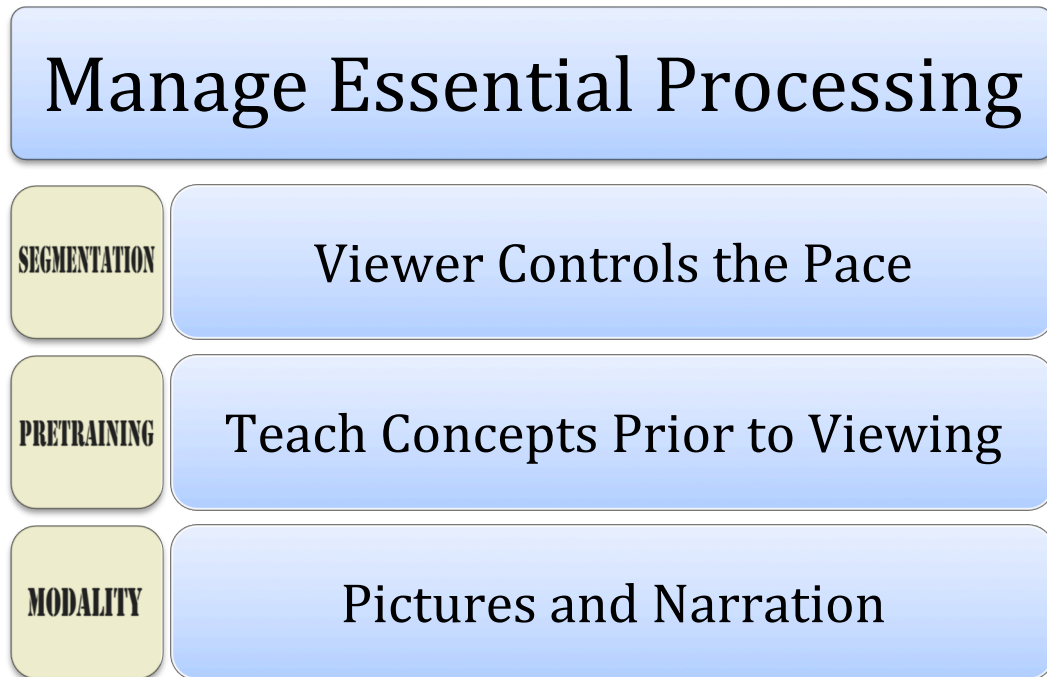 Manage Essential Processing
SEGMENTATION
Viewer Controls the Pace
PRETRAINING
Teach Concepts Prior to Viewing
MODALITY
Pictures and Narration